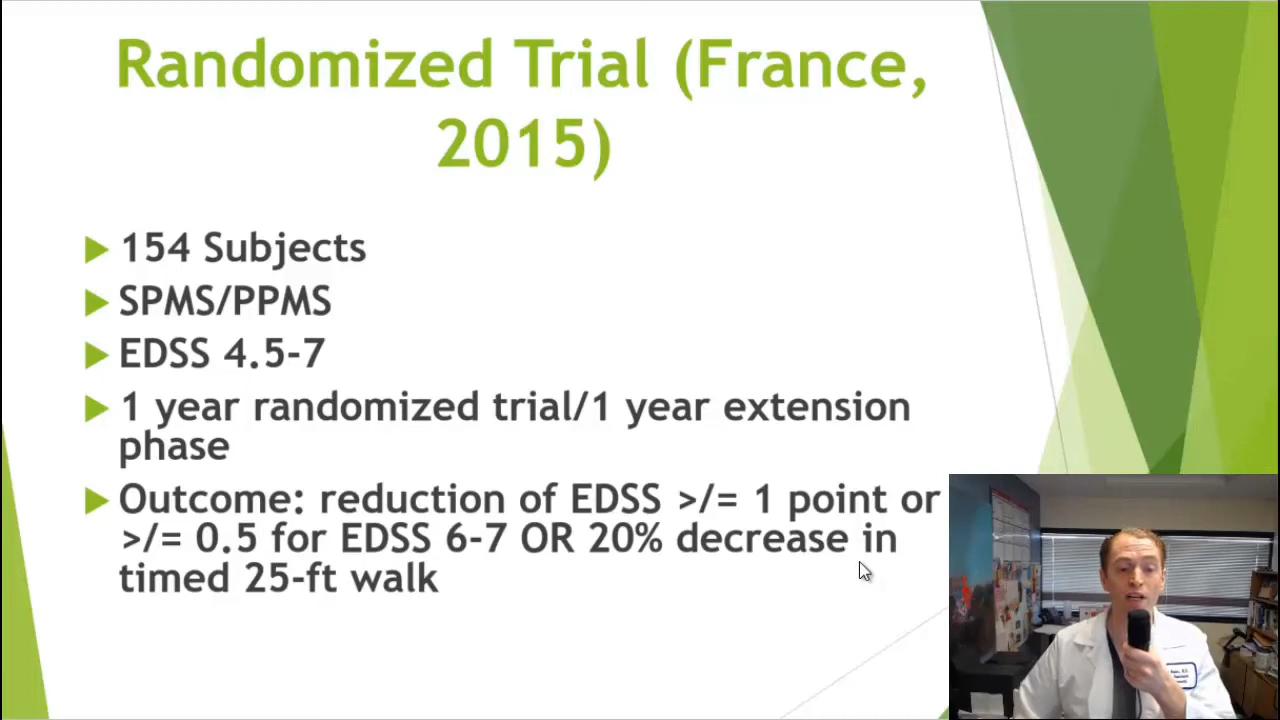 Randomized Trial (France,
2015)
154 Subjects
SPMS/PPMS
EDSS 4.5-7
1 year randomized trial/1 year extension
phase
Outcome: reduction of EDSS >/= 1 point or
>/= 0.5 for EDSS 6-7 OR 20% decrease in
timed 25-ft walk